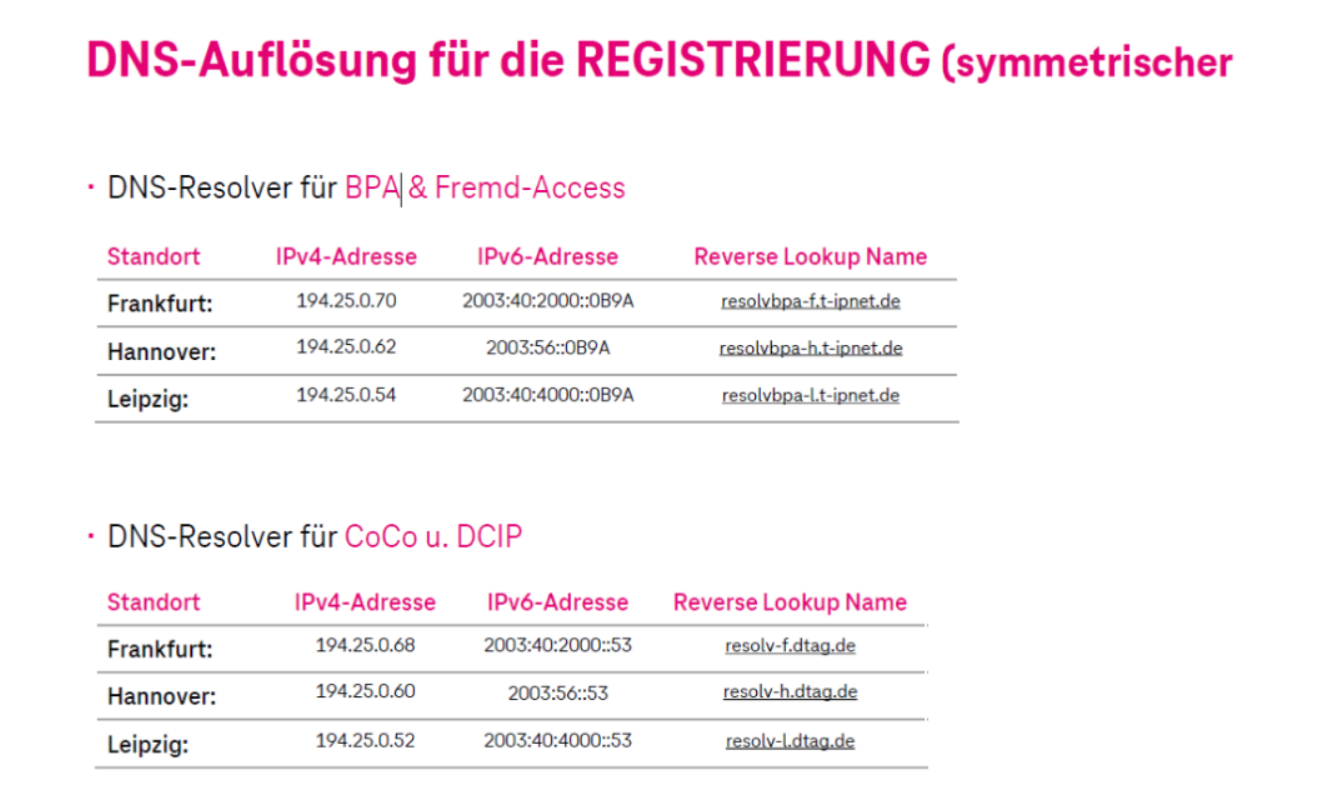 DNS-Auflösung für die REGISTRIERUNG (symmetrischer
· DNS-Resolver für BPA & Fremd-Access
Standort IPv4-Adresse IPv6-Adresse Reverse Lookup Name
Frankfurt: 194.25.0.70 2003:40:2000::0B9A resolvbpa-f.t-ipnet.de
Hannover: 194.25.0.62 2003:56::0B9A resolvbpa-h.t-ipnet.de
Leipzig: 194.25.0.54 2003:40:4000::0B9A resolvbpa-l.t-ipnet.de
· DNS-Resolver für CoCo u. DCIP
Standort IPv4-Adresse IPv6-Adresse Reverse Lookup Name
Frankfurt: 194.25.0.68 2003:40:2000::53 resolv-f.dtag.de
Hannover: 194.25.0.60 2003:56::53 resolv-h.dtag.de
Leipzig: 194.25.0.52 2003:40:4000::53 resolv-l.dtag.de